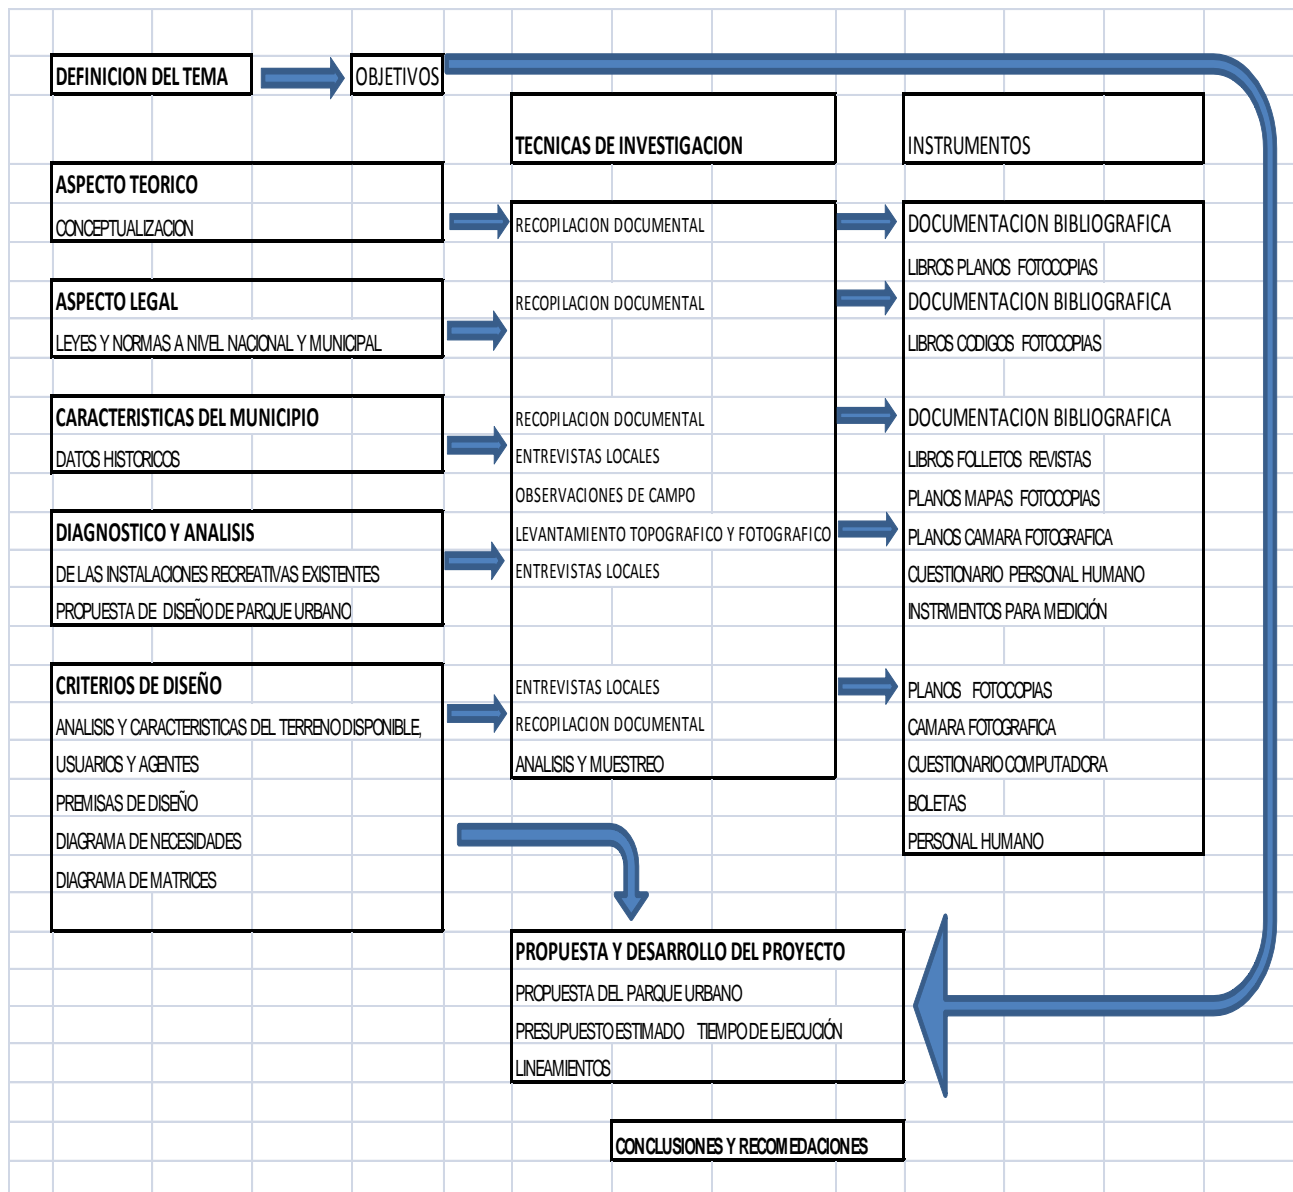 DEFINICION DEL TEMA
OBJETIVOS
TECNICAS DE INVESTIGACION
INSTRUMENTOS
ASPECTO TEORICO
CONCEPTUALIZACION
RECOPILACION DOCUMENTAL
DOCUMENTACION BIBLIOGRAFICA
LIBROS PLANOS FOTOCOPIAS
ASPECTO LEGAL
LEYES Y NORMAS A NIVEL NACIONAL Y MUNICIPAL
RECOPILACION DOCUMENTAL
DOCUMENTACION BIBLIOGRAFICA
LIBROS CODIGOS FOTOCOPIAS
CARACTERISTICAS DEL MUNICIPIO
DATOS HISTORICOS
RECOPILACION DOCUMENTAL
ENTREVISTAS LOCALES
OBSERVACIONES DE CAMPO
DOCUMENTACION BIBLIOGRAFICA
LIBROS FOLLETOS REVISTAS
PLANOS MAPAS FOTOCOPIAS
DIAGNOSTICO Y ANALISIS
DE LAS INSTALACIONES RECREATIVAS EXISTENTES
PROPUESTA DE DISEÑO DE PARQUE URBANO
LEVANTAMIENTO TOPOGRAFICO Y FOTOGRAFICO
ENTREVISTAS LOCALES
PLANOS CAMARA FOTOGRAFICA
CUESTIONARIO PERSONAL HUMANO
INSTRMENTOS PARA MEDICIÓN
CRITERIOS DE DISEÑO
ANALISIS Y CARACTERISTICAS DEL TERRENO DISPONIBLE,
USUARIOS Y AGENTES
PREMISAS DE DISEÑO
DIAGRAMA DE NECESIDADES
DIAGRAMA DE MATRICES
ENTREVISTAS LOCALES
RECOPILACION DOCUMENTAL
ANALISIS Y MUESTREO
PLANOS FOTOCOPIAS
CAMARA FOTOGRAFICA
CUESTIONARIO COMPUTADORA
BOLETAS
PERSONAL HUMANO
PROPUESTA Y DESARROLLO DEL PROYECTO
PROPUESTA DEL PARQUE URBANO
PRESUPUESTO ESTIMADO TIEMPO DE EJECUCIÓN
LINEAMIENTOS
CONCLUSIONES Y RECOMEDACIONES